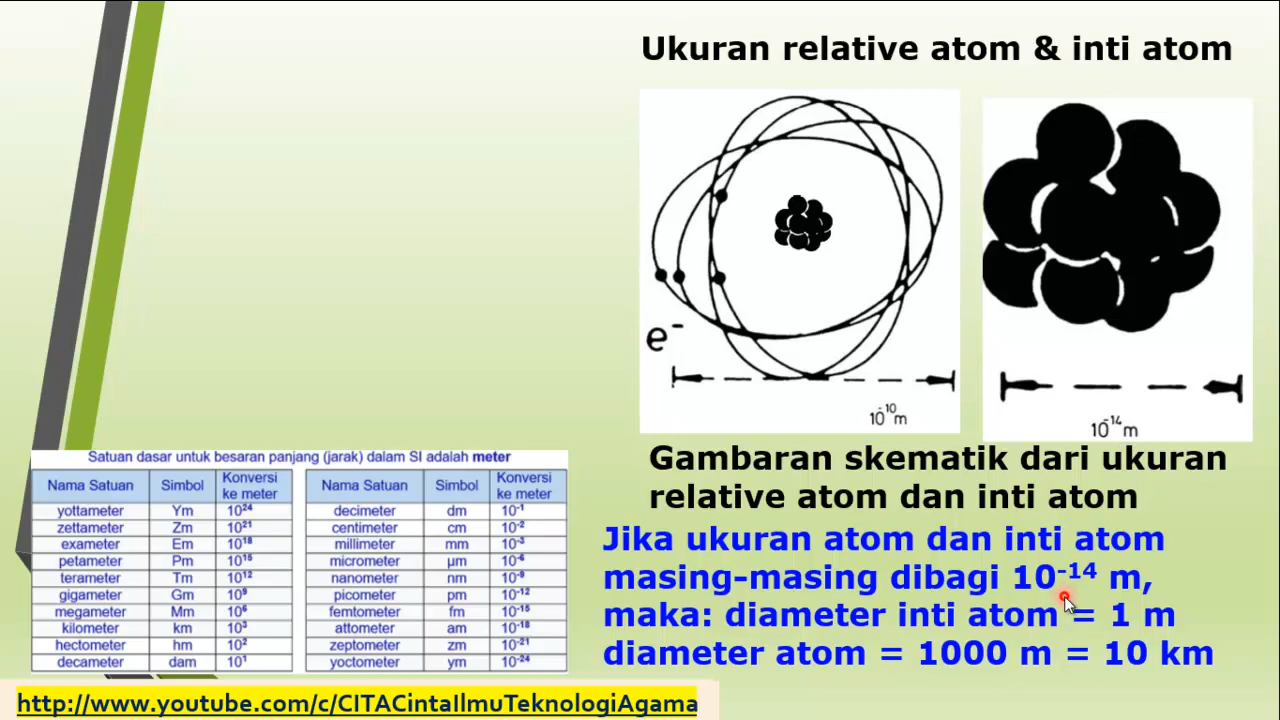 Ukuran relative atom & inti atom
e⁻
10⁻¹⁰m
10⁻¹⁴m
Gambaran skematik dari ukuran
relative atom dan inti atom
Jika ukuran atom dan inti atom
masing-masing dibagi 10⁻¹⁴ m,
maka: diameter inti atom = 1 m
diameter atom = 1000 m = 10 km
Satuan dasar untuk besaran panjang (jarak) dalam SI adalah meter
Nama Satuan Simbol Konversi ke meter
yottameter Ym 10²⁴
zettameter Zm 10²¹
exameter Em 10¹⁸
petameter Pm 10¹⁵
terameter Tm 10¹²
gigameter Gm 10⁹
megameter Mm 10⁶
kilometer km 10³
hectometer hm 10²
decameter dam 10¹
Nama Satuan Simbol Konversi ke meter
decimeter dm 10⁻¹
centimeter cm 10⁻²
millimeter mm 10⁻³
micrometer µm 10⁻⁶
nanometer nm 10⁻⁹
picometer pm 10⁻¹²
femtometer fm 10⁻¹⁵
attometer am 10⁻¹⁸
zeptometer zm 10⁻²¹
yoctometer ym 10⁻²⁴
http://www.youtube.com/c/CITACintaIlmuTeknologiAgama